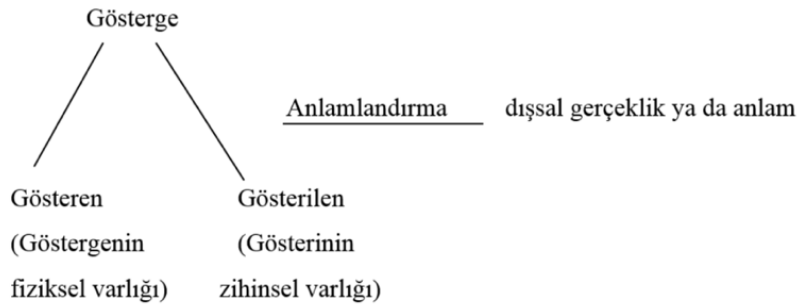 Gösterge
Anlamlandırma dışsal gerçeklik ya da anlam
Gösteren Gösterilen
(Göstergenin (Gösterinin
fiziksel varlığı) zihinsel varlığı)